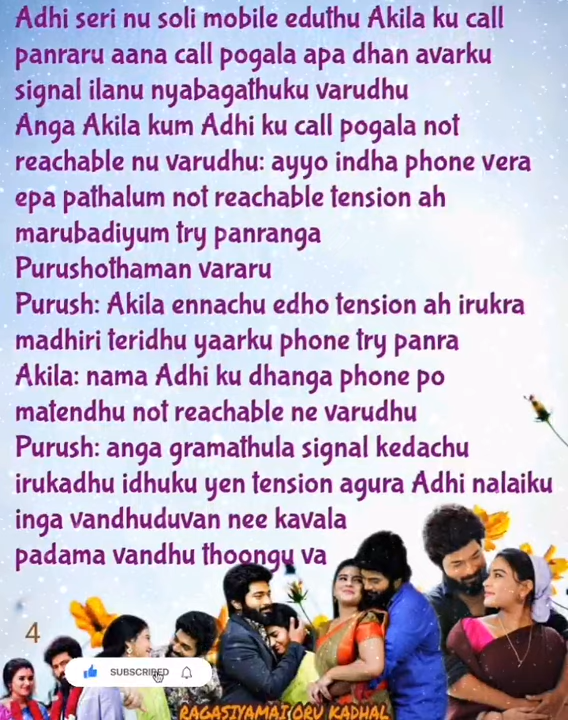 Adhi seri nu soli mobile eduthu Akila ku call
panraru aana call pogala apa dhan avarku
signal ilanu nyabagathuku varudhu
Anga Akila kum Adhi ku call pogala not
reachable nu varudhu: ayyo indha phone vera
epa pathalum not reachable tension ah
marubadiyum try panranga
Purushothaman vararu
Purush: Akila ennachu edho tension ah irukra
madhiri teridhu yaarku phone try panra
Akila: nama Adhi ku dhanga phone po
matendhu not reachable ne varudhu
Purush: anga gramathula signal kedachu
irukadhu idhuku yen tension agura Adhi nalaiku
inga vandhuduvan nee kavala
padama vandhu thoongu va
4
SUBSCRIBED
RAGASIYAMAI ORU KADHAL